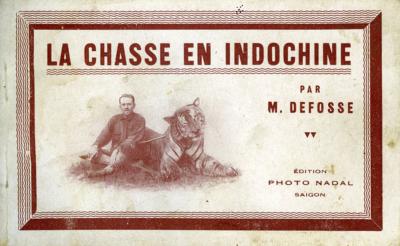 LA CHASSE EN INDOCHINE
PAR
M. DEFOSSE
ÉDITION
PHOTO NADAL
SAIGON